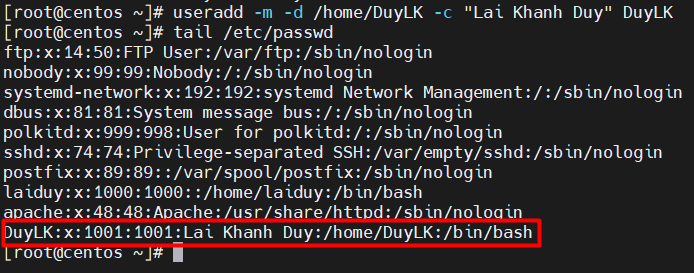 [root@centos ~]# useradd -m -d /home/DuyLK -c "Lai Khanh Duy" DuyLK
[root@centos ~]# tail /etc/passwd
ftp:x:14:50:FTP User:/var/ftp:/sbin/nologin
nobody:x:99:99:Nobody:/:/sbin/nologin
systemd-network:x:192:192:systemd Network Management:/:/sbin/nologin
dbus:x:81:81:System message bus:/:/sbin/nologin
polkitd:x:999:998:User for polkitd:/:/sbin/nologin
sshd:x:74:74:Privilege-separated SSH:/var/empty/sshd:/sbin/nologin
postfix:x:89:89::/var/spool/postfix:/sbin/nologin
laiduy:x:1000:1000::/home/laiduy:/bin/bash
apache:x:48:48:Apache:/usr/share/httpd:/sbin/nologin
DuyLK:x:1001:1001:Lai Khanh Duy:/home/DuyLK:/bin/bash
[root@centos ~]#